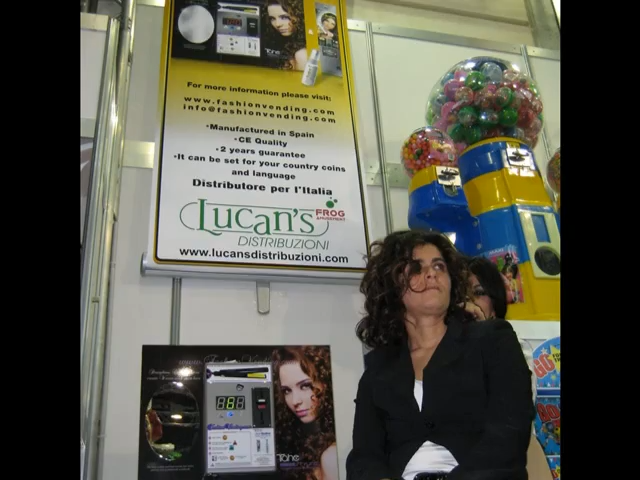 For more information please visit:
www.fashionvending.com
info@fashionvending.com
•Manufactured in Spain
•CE Quality
•2 years guarantee
•It can be set for your country coins
and language
Distributore per l'Italia
Lucan's
FROG
AMUSEMENT
DISTRIBUZIONI
www.lucansdistribuzioni.com
Tahe